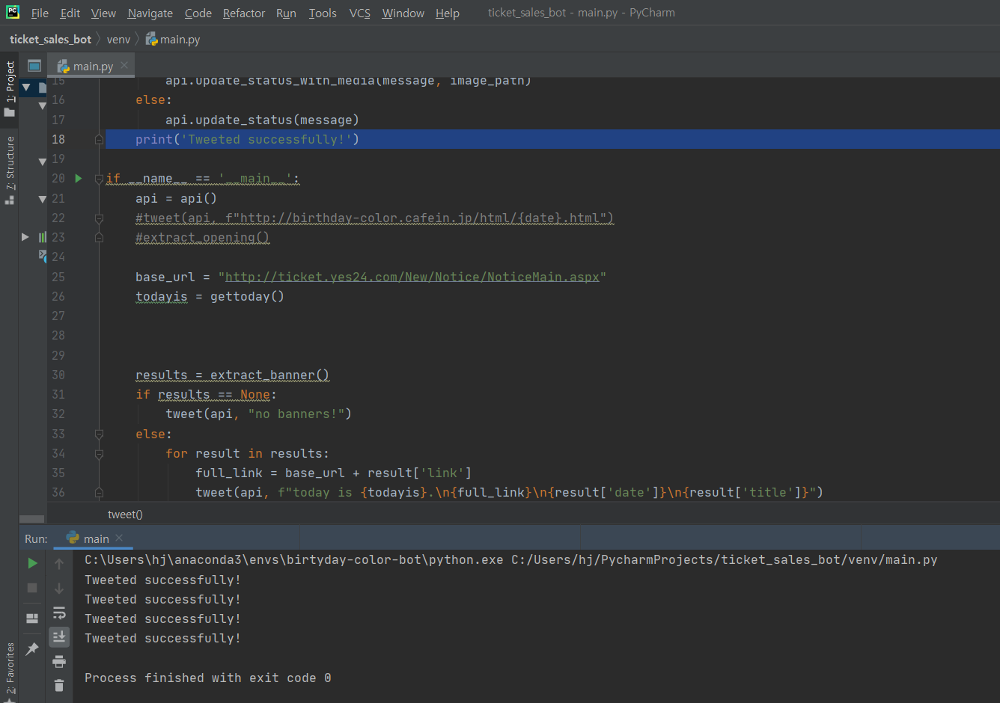 PC File Edit View Navigate Code Refactor Run Tools VCS Window Help ticket_sales_bot - main.py - PyCharm
ticket_sales_bot venv main.py
1: Project
7: Structure
2: Favorites
main.py
15 api.update_status_with_media(message, image_path)
16 else:
17 api.update_status(message)
18 print('Tweeted successfully!')
19
20 if __name__ == '__main__':
21 api = api()
22 #tweet(api, f"http://birthday-color.cafein.jp/html/{date}.html")
23 #extract_opening()
24
25 base_url = "http://ticket.yes24.com/New/Notice/NoticeMain.aspx"
26 todayis = gettoday()
27
28
29
30 results = extract_banner()
31 if results == None:
32 tweet(api, "no banners!")
33 else:
34 for result in results:
35 full_link = base_url + result['link']
36 tweet(api, f"today is {todayis}.\n{full_link}\n{result['date']}\n{result['title']}")
tweet()
Run: main
C:\Users\hj\anaconda3\envs\birtyday-color-bot\python.exe C:/Users/hj/PycharmProjects/ticket_sales_bot/venv/main.py
Tweeted successfully!
Tweeted successfully!
Tweeted successfully!
Tweeted successfully!
Process finished with exit code 0